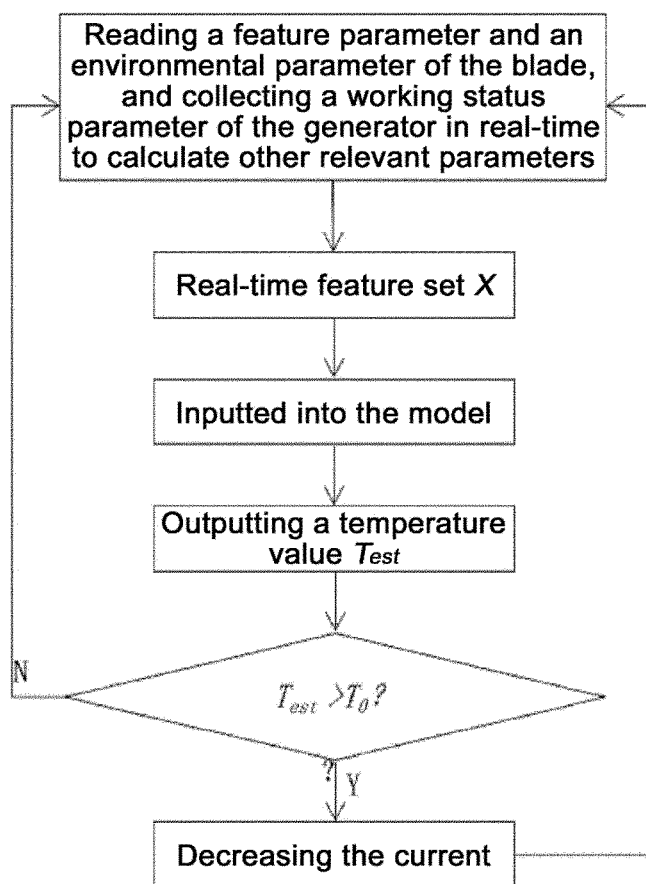 Reading a feature parameter and an
environmental parameter of the blade,
and collecting a working status
parameter of the generator in real-time
to calculate other relevant parameters
Real-time feature set X
Inputted into the model
Outputting a temperature
value Test
Test >T0?
N
?
Y
Decreasing the current